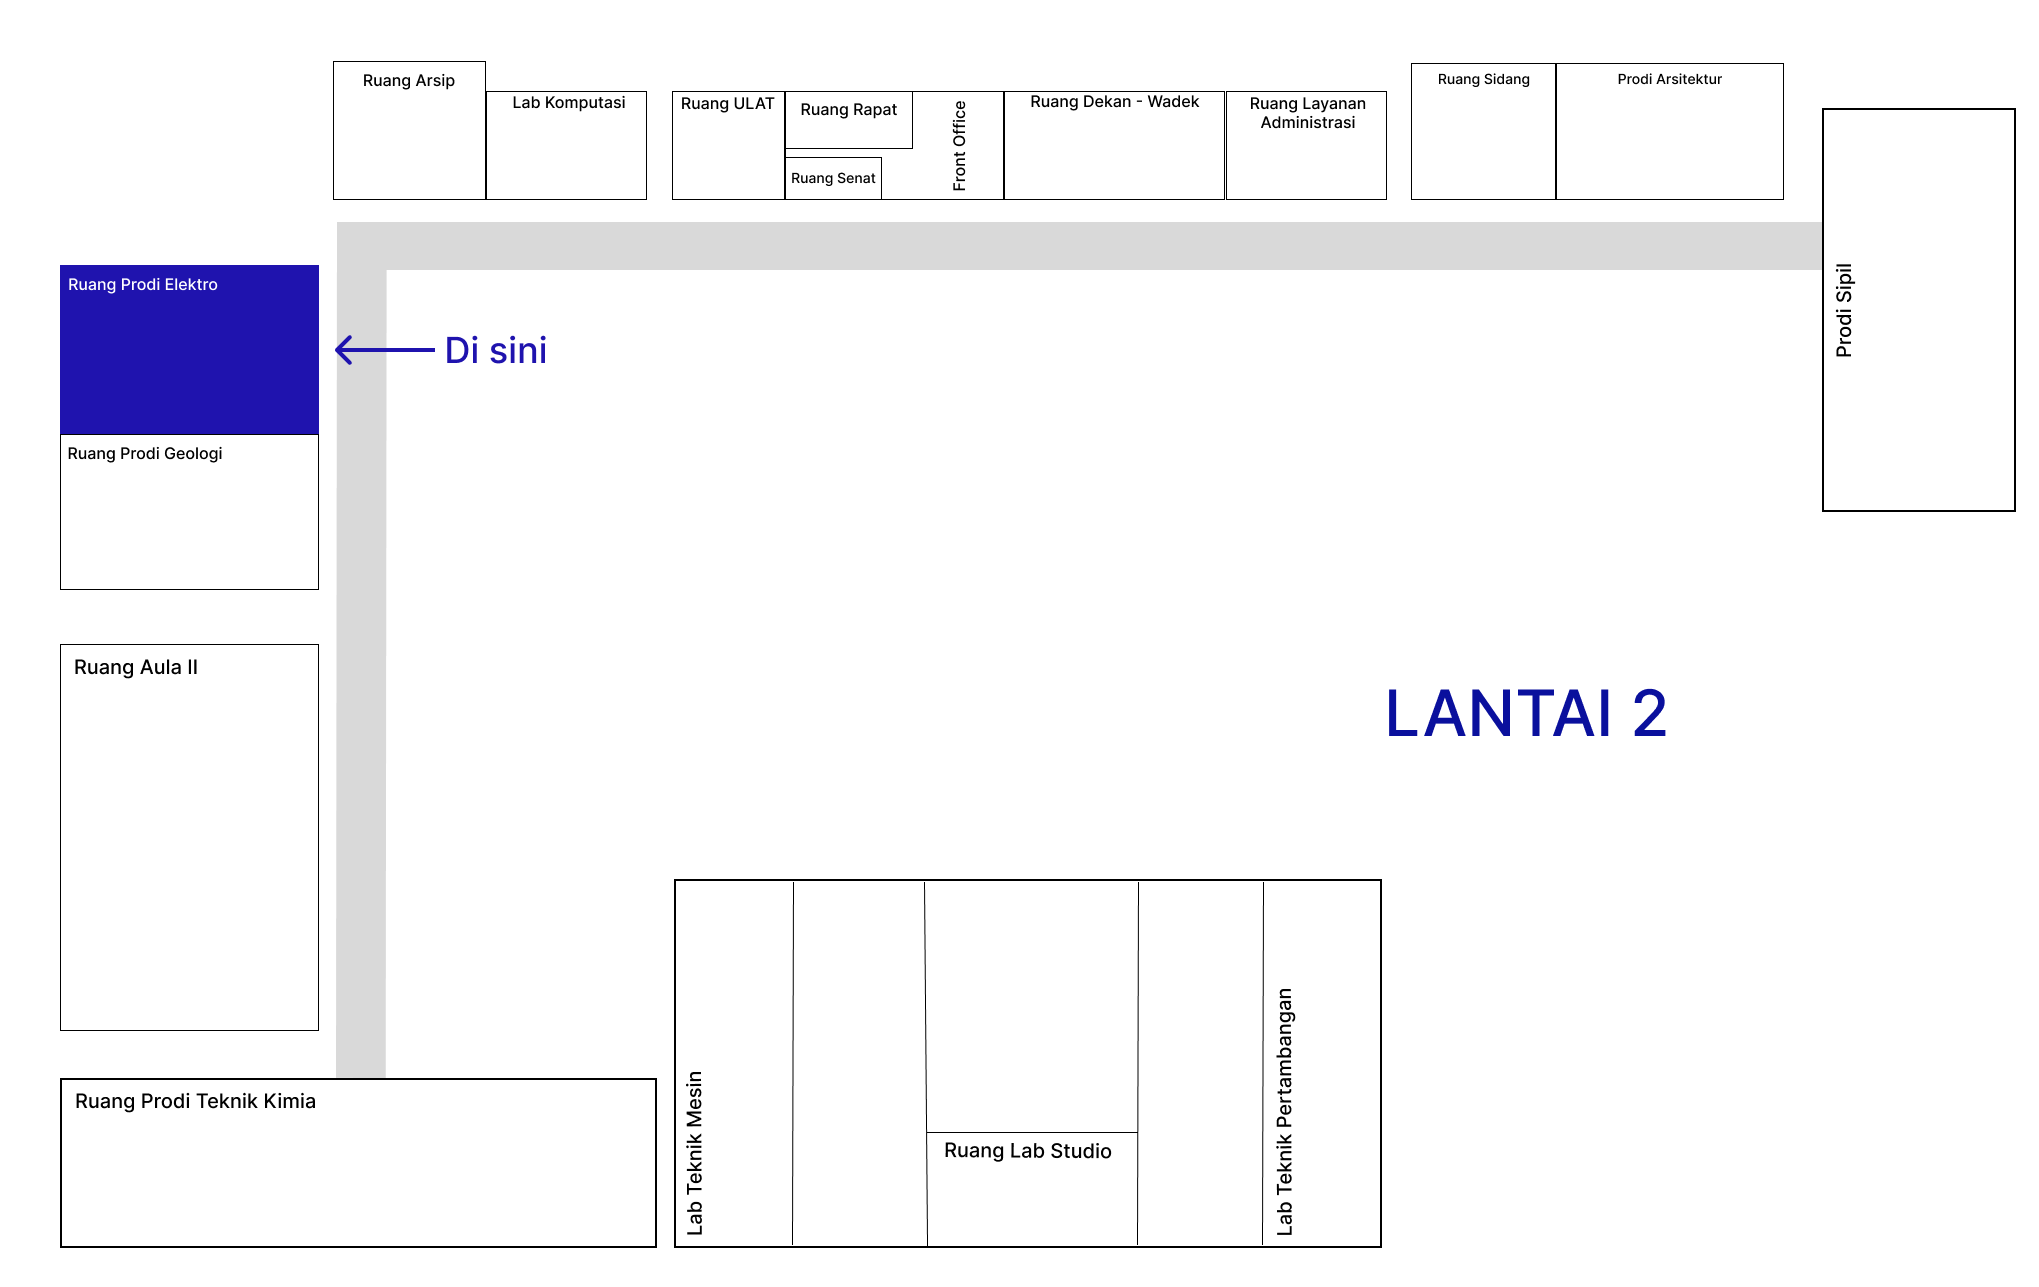 Ruang Arsip
Lab Komputasi
Ruang ULAT
Ruang Rapat
Ruang Senat
Front Office
Ruang Dekan - Wadek
Ruang Layanan
Administrasi
Ruang Sidang
Prodi Arsitektur
Prodi Sipil
Ruang Prodi Elektro
Di sini
Ruang Prodi Geologi
Ruang Aula II
LANTAI 2
Ruang Prodi Teknik Kimia
Lab Teknik Mesin
Ruang Lab Studio
Lab Teknik Pertambangan